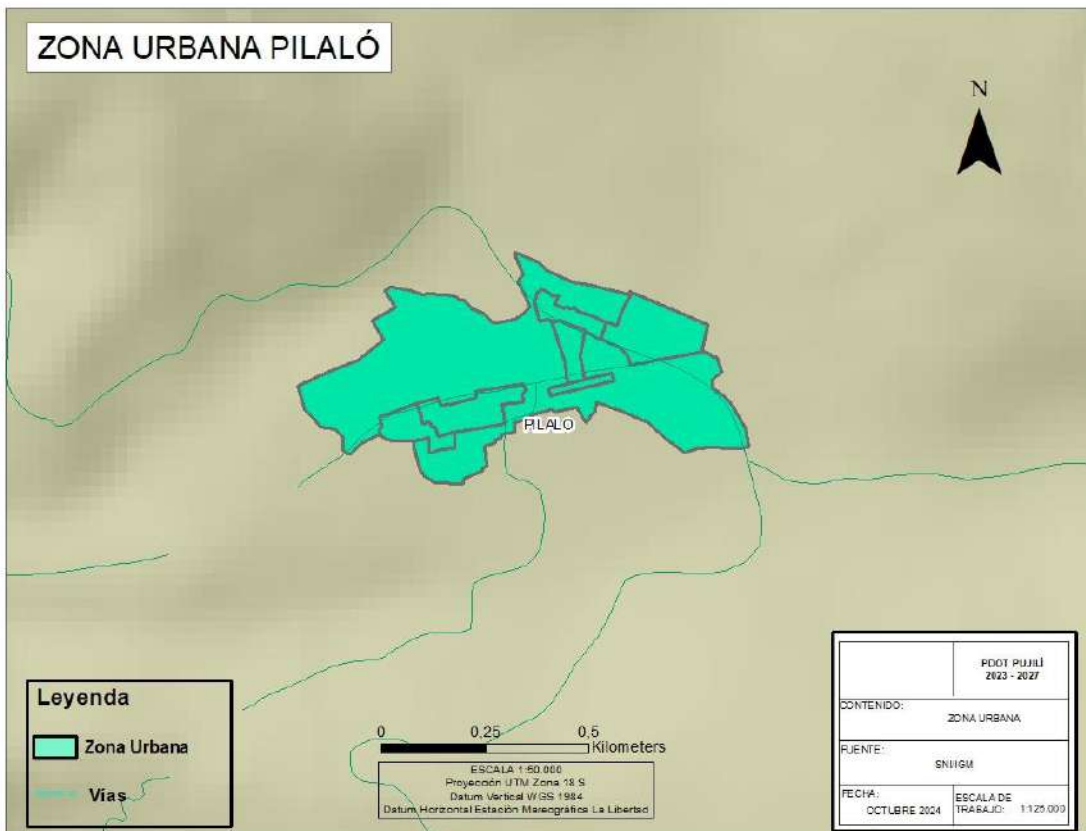 ZONA URBANA PILALÓ
N
PILALO
Leyenda
Zona Urbana
Vías
0 0,25 0,5
Kilometers
ESCALA 1:50.000
Proyección UTM Zona 18 S
Datum Vertical WGS 1984
Datum Horizontal Estación Mareográfica La Libertad
PDOT PUJILÍ
2023 - 2027
CONTENIDO:
ZONA URBANA
FUENTE:
FECHA:
OCTUBRE 2024
ESCALA DE
TRABAJO: 1:125.000